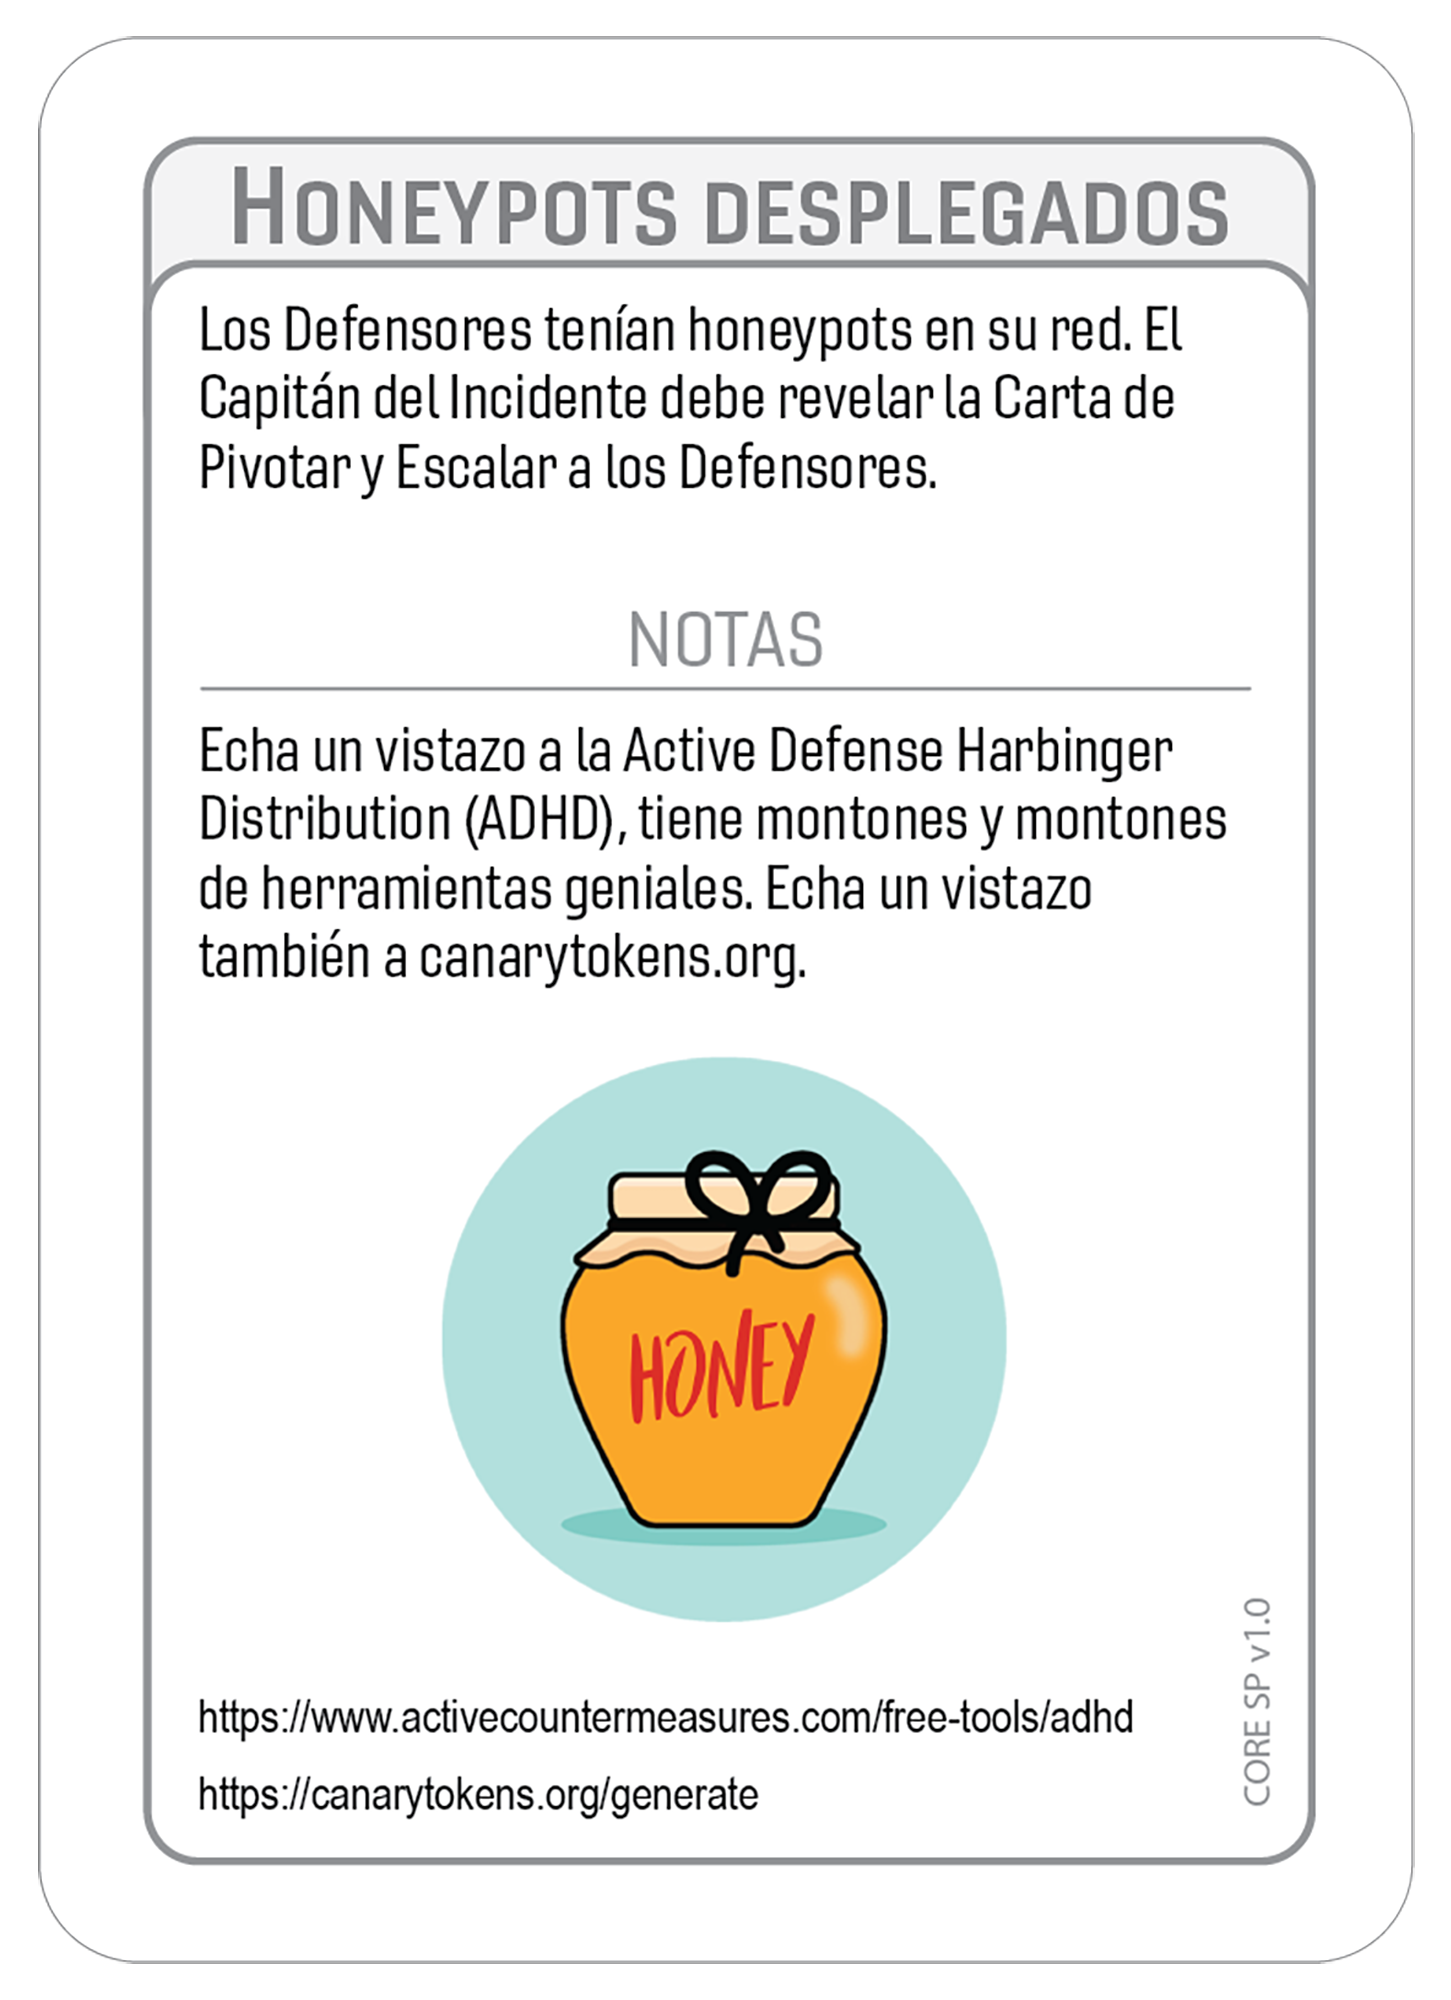 Honeypots desplegados
Los Defensores tenían honeypots en su red. El
Capitán del Incidente debe revelar la Carta de
Pivotar y Escalar a los Defensores.
NOTAS
Echa un vistazo a la Active Defense Harbinger
Distribution (ADHD), tiene montones y montones
de herramientas geniales. Echa un vistazo
también a canarytokens.org.
HONEY
https://www.activecountermeasures.com/free-tools/adhd
https://canarytokens.org/generate
CORE SP v1.0